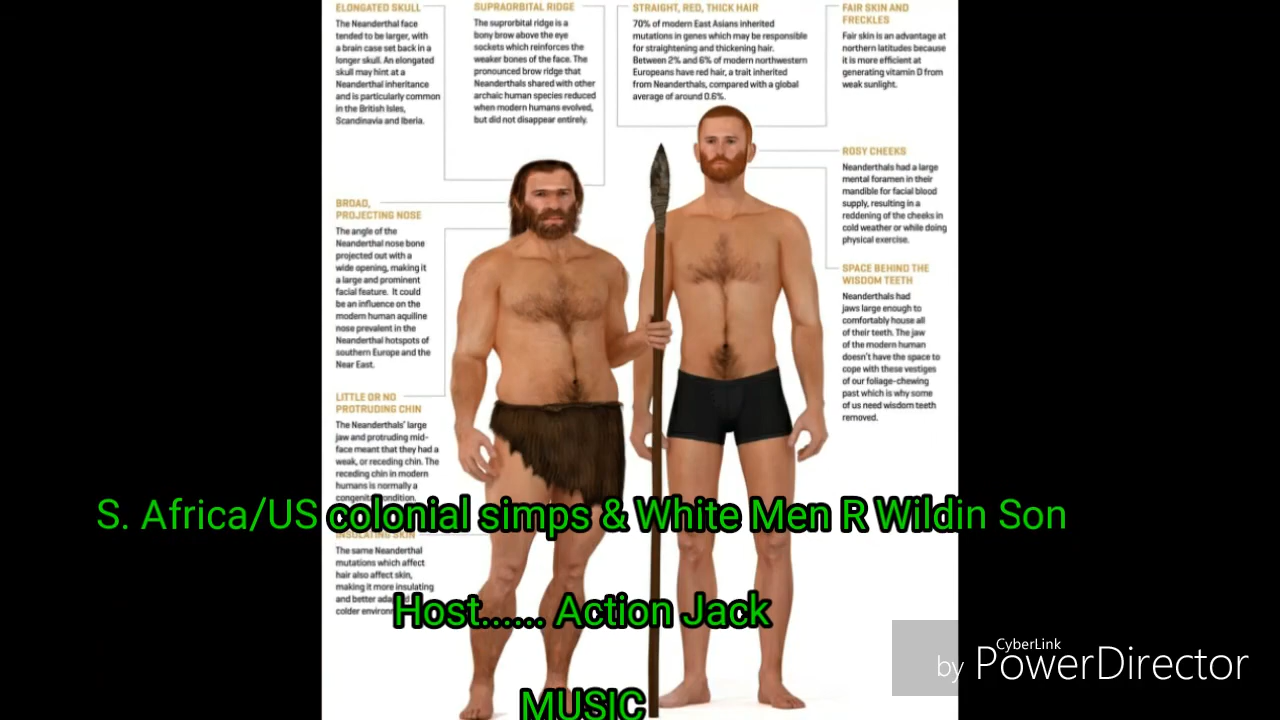 ELONGATED SKULL
The Neanderthal face
tended to be larger, with
a brain case set back in a
longer skull. An elongated
skull may hint at a
Neanderthal inheritance
and is particularly common
in the British Isles,
Scandinavia and Iberia.
SUPRAORBITAL RIDGE
The suprorbital ridge is a
bony brow above the eye
sockets which reinforces the
weaker bones of the face. The
pronounced brow ridge that
Neanderthals shared with other
archaic human species reduced
when modern humans evolved,
but did not disappear entirely.
STRAIGHT, RED, THICK HAIR
70% of modern East Asians inherited
mutations in genes which may be responsible
for straightening and thickening hair.
Between 2% and 6% of modern northwestern
Europeans have red hair, a trait inherited
from Neanderthals, compared with a global
average of around 0.6%.
FAIR SKIN AND
FRECKLES
Fair skin is an advantage at
northern latitudes because
it is more efficient at
generating vitamin D from
weak sunlight.
ROSY CHEEKS
Neanderthals had a large
mental foramen in their
mandible for facial blood
supply, resulting in a
reddening of the cheeks in
cold weather or while doing
physical exercise.
BROAD,
PROJECTING NOSE
The angle of the
Neanderthal nose bone
projected out with a
wide opening, making it
a large and prominent
facial feature. It could
be an influence on the
modern human aquiline
nose prevalent in the
Neanderthal hotspots of
southern Europe and the
Near East.
SPACE BEHIND THE
WISDOM TEETH
Neanderthals had
jaws large enough to
comfortably house all
of their teeth. The jaw
of the modern human
doesn't have the space to
cope with these vestiges
of our foliage-chewing
past which is why some
of us need wisdom teeth
removed.
LITTLE OR NO
PROTRUDING CHIN
The Neanderthals' large
jaw and protruding mid-
face meant that they had a
weak, or receding chin. The
receding chin in modern
humans is normally a
congenital condition.
S. Africa/US colonial simps & White Men R Wildin Son
INSULATING SKIN
The same Neanderthal
mutations which affect
hair also affect skin,
making it more insulating
and better
colder
Host...... Action Jack
MUSIC
CyberLink
by PowerDirector